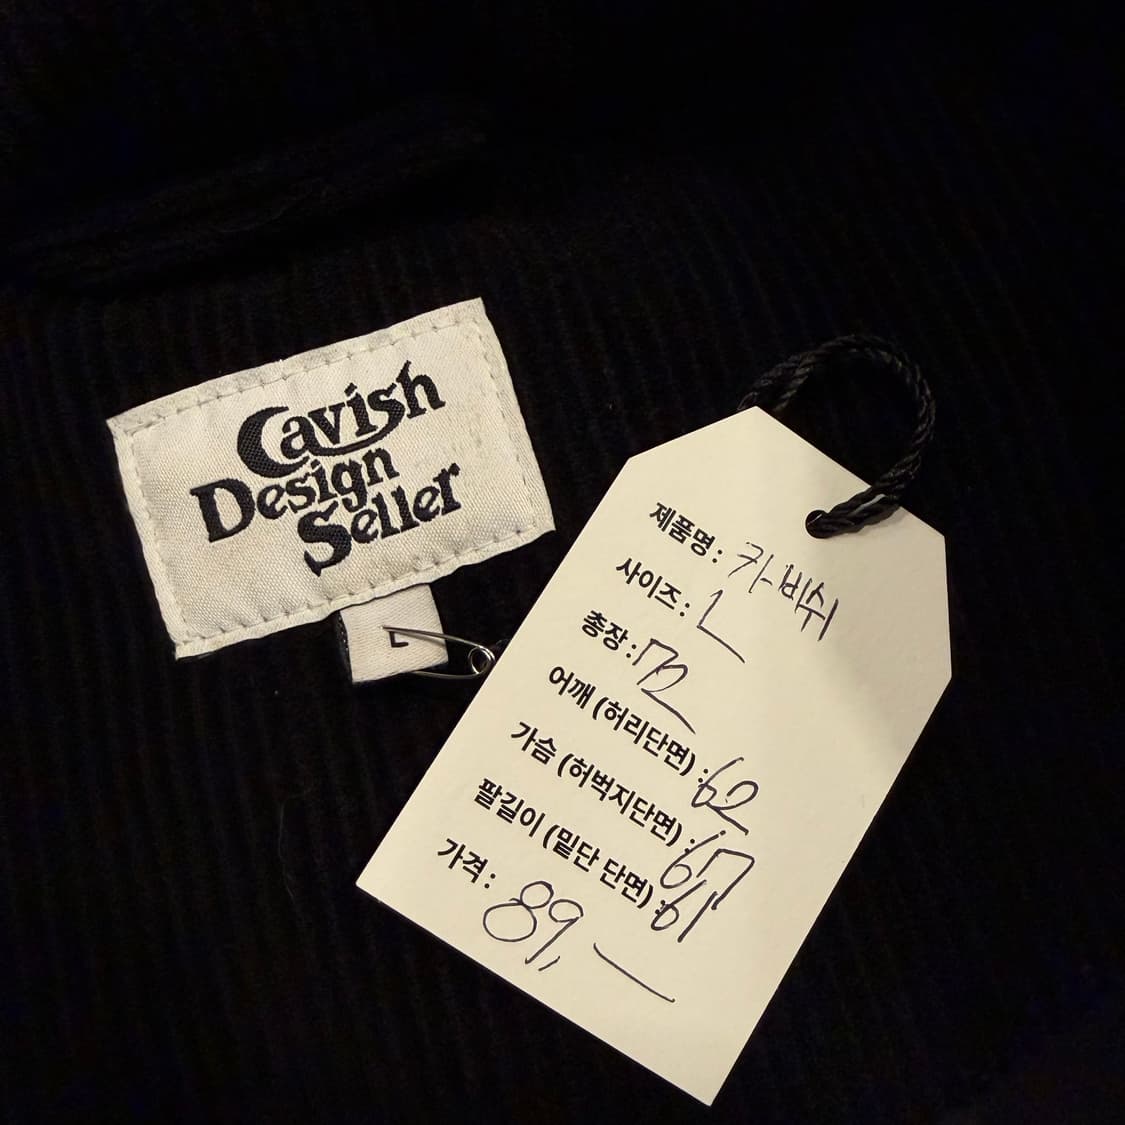 Cavish
Design
Seller
L
제품명 : 카비쉬
사이즈 : L
총장 : 72
어깨 (허리단면) : 62
가슴 (허벅지단면) : 67
팔길이 (밑단 단면) : 61
가격 : 89,—